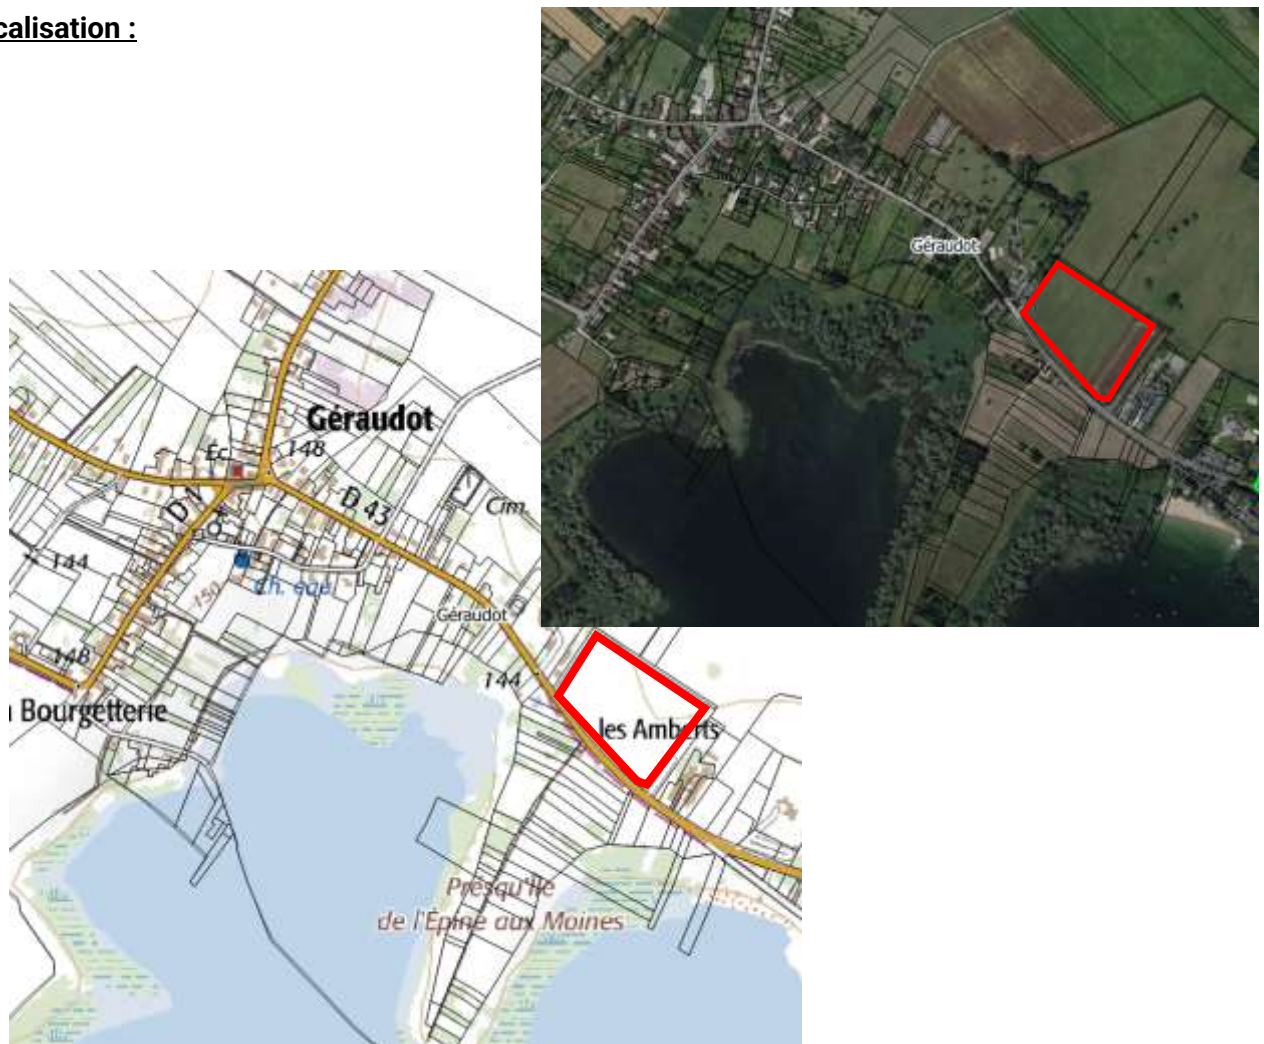 calisation :
Géraudot
Géraudot
Éc.
148
D 1
D 43
Cim.
144
Ch. eau
150
Géraudot
148
144
Bourgetterie
les Amberts
Presqu'île
de l'Épine aux Moines